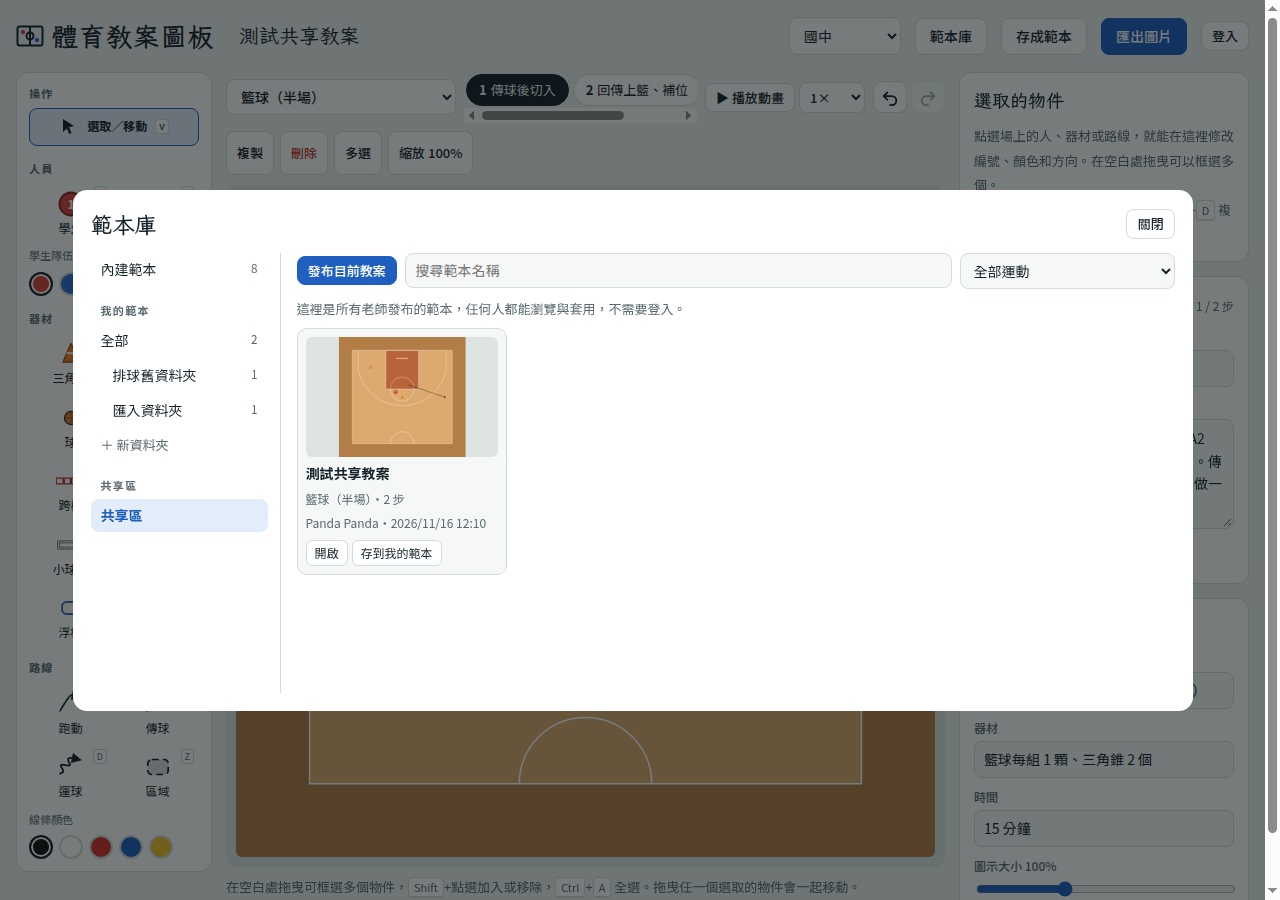 體育教案圖板
測試共享教案
國中
範本庫
存成範本
匯出圖片
登入
操作
選取／移動
V
人員
學生隊伍
器材
路線
跑動
傳球
D
運球
Z
區域
線條顏色
籃球（半場）
1 傳球後切入
2 回傳上籃、補位
▶ 播放動畫
1×
複製
刪除
多選
縮放 100%
選取的物件
點選場上的人、器材或路線，就能在這裡修改
編號、顏色和方向。在空白處拖曳可以框選多
個。
D 複
1 / 2 步
A2
。傳
做一
範本庫
關閉
內建範本
8
我的範本
全部
2
排球舊資料夾
1
匯入資料夾
1
＋ 新資料夾
共享區
共享區
發布目前教案
搜尋範本名稱
全部運動
這裡是所有老師發布的範本，任何人都能瀏覽與套用，不需要登入。
測試共享教案
籃球（半場）・2 步
Panda Panda・2026/11/16 12:10
開啟
存到我的範本
器材
籃球每組 1 顆、三角錐 2 個
時間
15 分鐘
圖示大小 100%
在空白處拖曳可框選多個物件，Shift+點選加入或移除，Ctrl+A 全選。拖曳任一個選取的物件會一起移動。